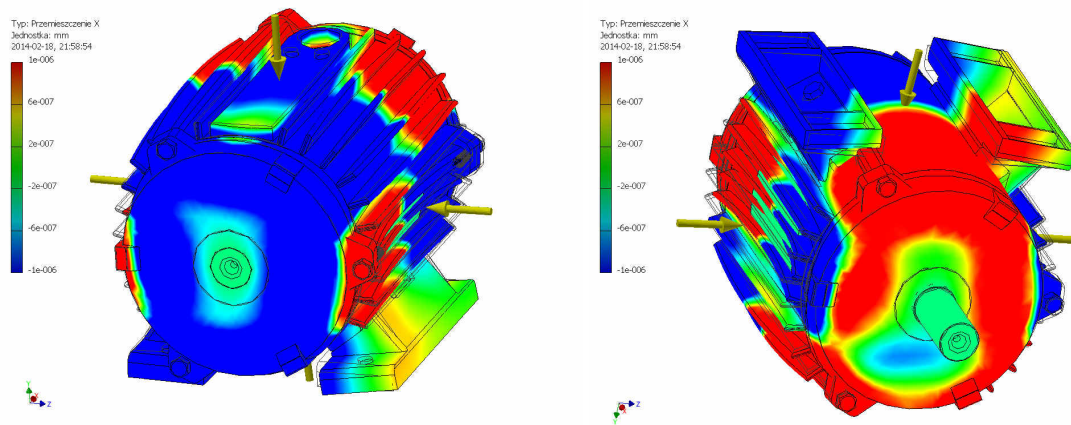 Typ: Przemieszczenie X
Jednostka: mm
2014-02-18, 21:58:54
1e-006
6e-007
2e-007
-2e-007
-6e-007
-1e-006
Y
X
Z
Typ: Przemieszczenie X
Jednostka: mm
2014-02-18, 21:58:54
1e-006
6e-007
2e-007
-2e-007
-6e-007
-1e-006
X
Z
Y